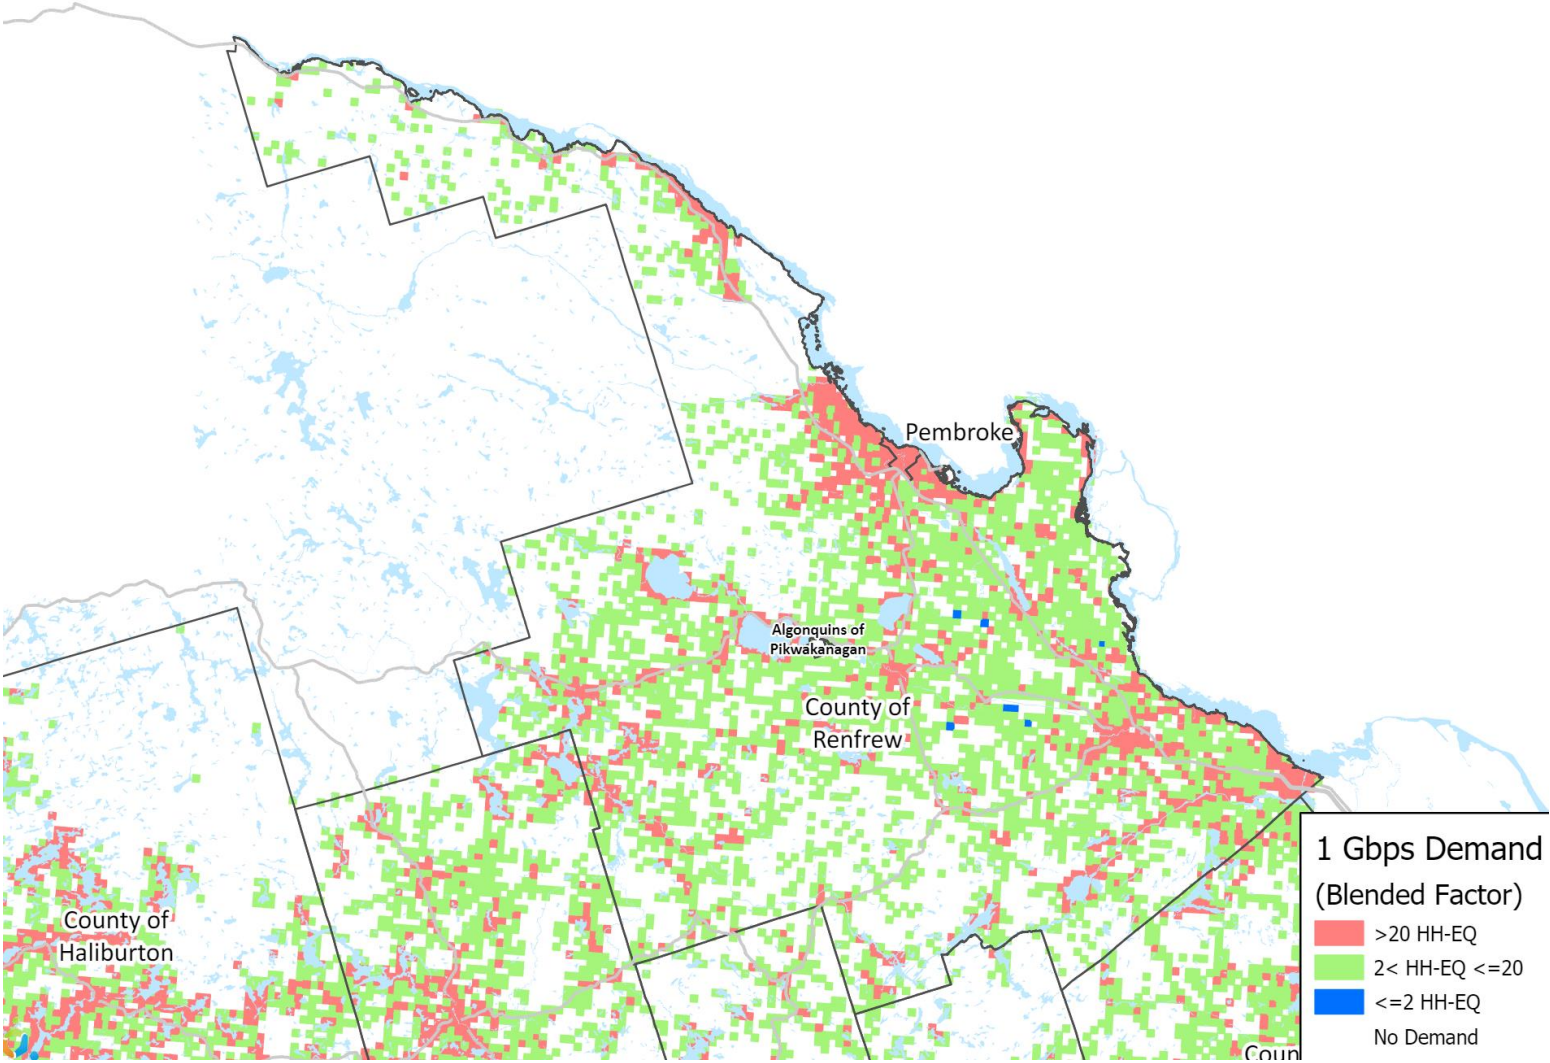 Pembroke
Algonquins of
Pikwakanagan
County of
Renfrew
County of
Haliburton
1 Gbps Demand
(Blended Factor)
>20 HH-EQ
2< HH-EQ <=20
<=2 HH-EQ
No Demand
Coun